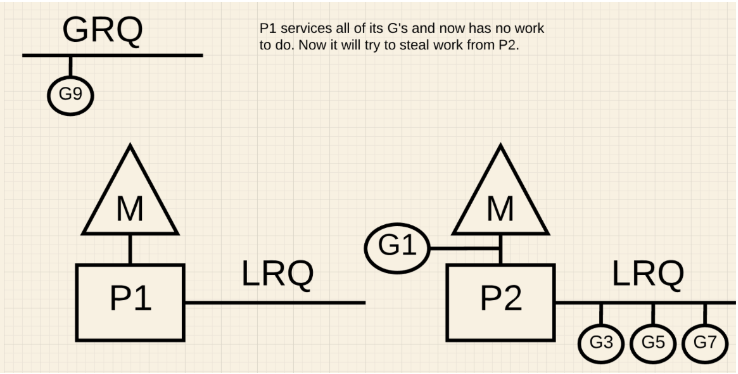 GRQ
P1 services all of its G's and now has no work
to do. Now it will try to steal work from P2.
G9
M
M
G1
LRQ
LRQ
P1
P2
G3
G5
G7